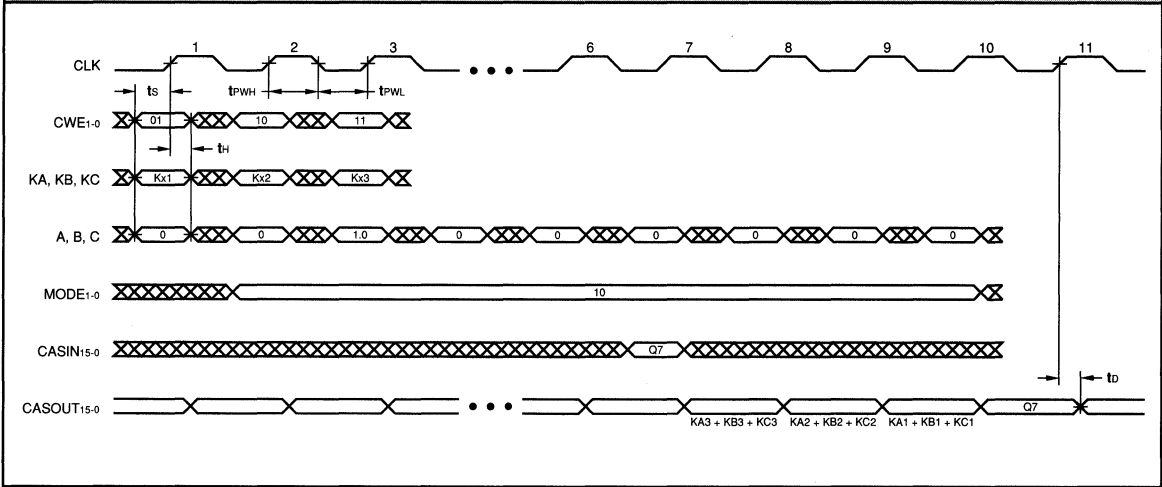 1 2 3 6 7 8 9 10 11
CLK • • •
tS tPWH tPWL
CWE1-0 01 10 11
tH
KA, KB, KC Kx1 Kx2 Kx3
A, B, C 0 0 1.0 0 0 0 0 0 0
MODE1-0 10
CASIN15-0 Q7
tD
CASOUT15-0 • • • Q7
KA3 + KB3 + KC3 KA2 + KB2 + KC2 KA1 + KB1 + KC1